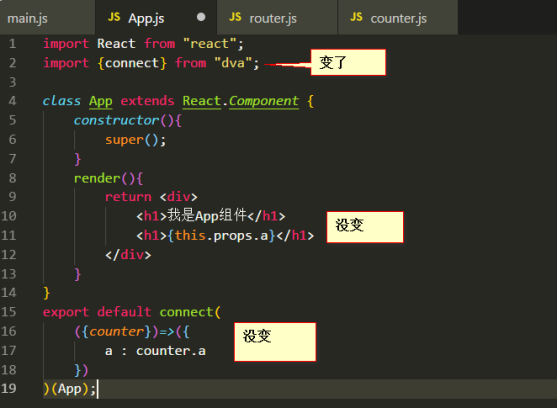 main.js JS App.js JS router.js JS counter.js
1 import React from "react";
2 import {connect} from "dva"; 变了
3
4 class App extends React.Component {
5 constructor(){
6 super();
7 }
8 render(){
9 return <div>
10 <h1>我是App组件</h1>
11 <h1>{this.props.a}</h1> 没变
12 </div>
13 }
14 }
15 export default connect(
16 ({counter})=>({ 没变
17 a : counter.a
18 })
19 )(App);